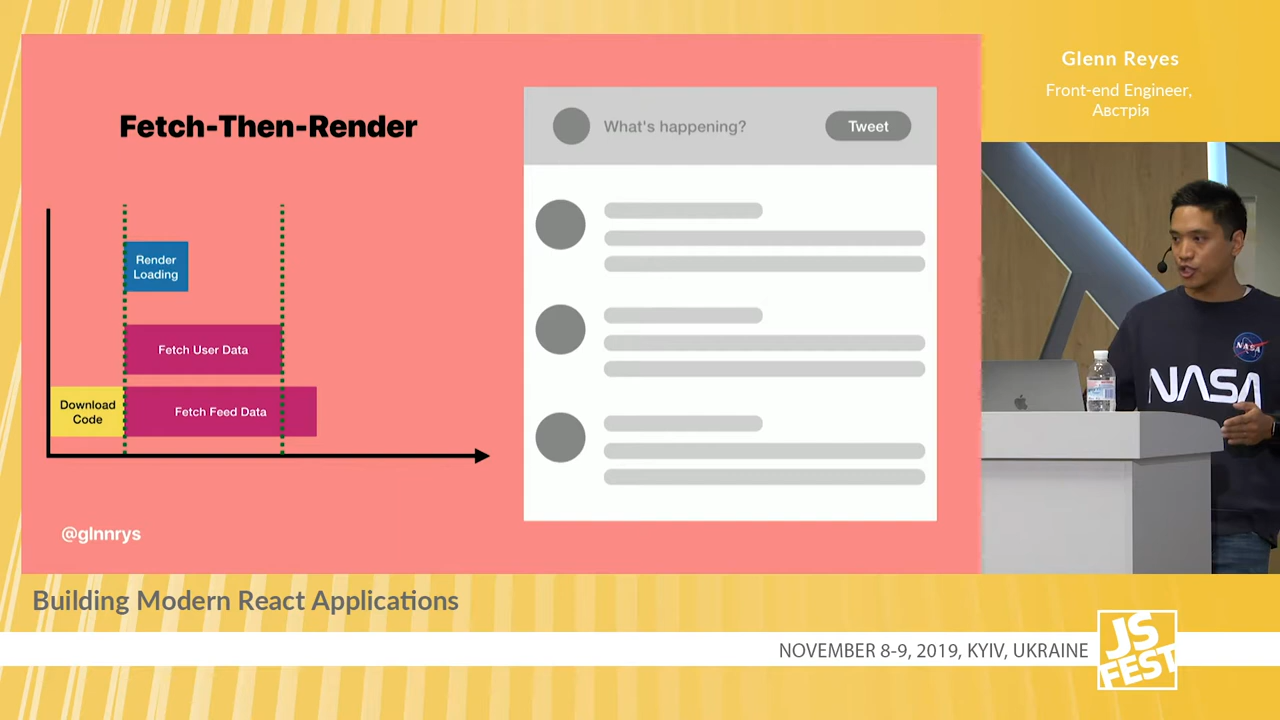 Fetch-Then-Render
Render
Loading
Fetch User Data
Download
Code
Fetch Feed Data
@glnnrys
What's happening?
Tweet
Glenn Reyes
Front-end Engineer,
Австрія
NASA
NASA
Building Modern React Applications
NOVEMBER 8-9, 2019, KYIV, UKRAINE
JS
FEST